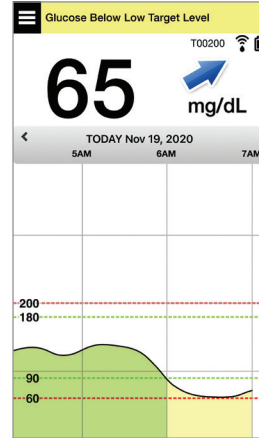 Glucose Below Low Target Level
T00200
65
mg/dL
TODAY Nov 19, 2020
5AM 6AM 7AM
200
180
90
60